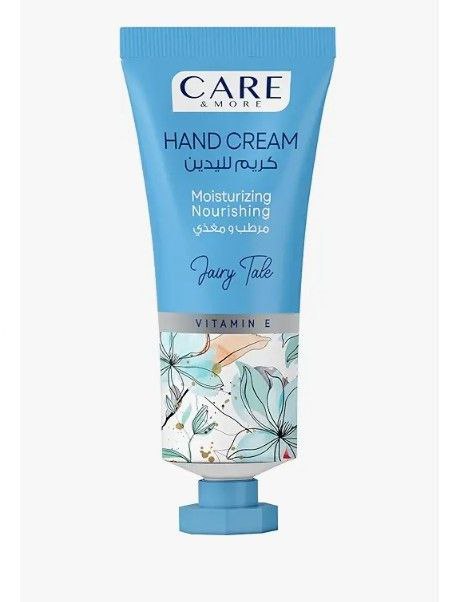 CARE
& MORE
HAND CREAM
كريم لليدين
Moisturizing
Nourishing
مرطب و مغذي
Fairy Tale
VITAMIN E